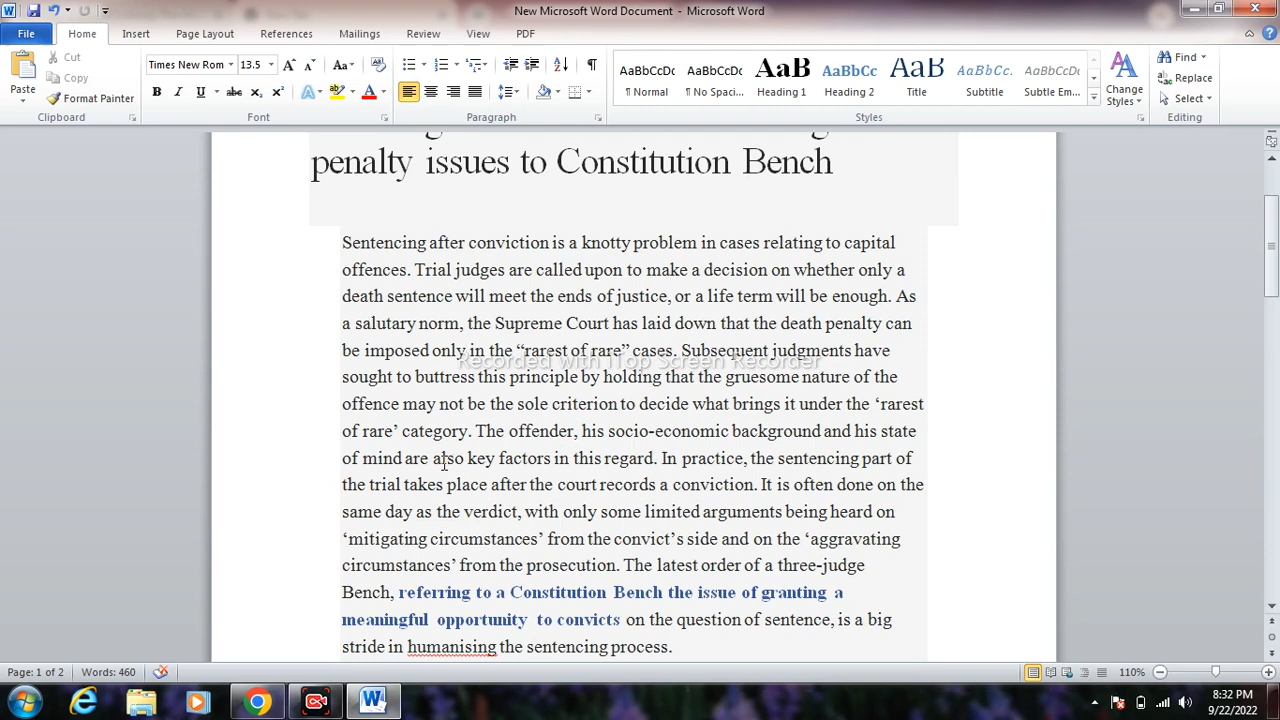 New Microsoft Word Document - Microsoft Word
File Home Insert Page Layout References Mailings Review View PDF
Paste
Cut
Copy
Format Painter
Clipboard
Times New Rom 13.5
Font
Paragraph
AaBbCcDc AaBbCcDc AaB AaBbCc AaB AaBbCc. AaBbCcDc
¶ Normal ¶ No Spaci... Heading 1 Heading 2 Title Subtitle Subtle Em...
Change
Styles
Styles
Find
Replace
Select
Editing
penalty issues to Constitution Bench
Sentencing after conviction is a knotty problem in cases relating to capital
offences. Trial judges are called upon to make a decision on whether only a
death sentence will meet the ends of justice, or a life term will be enough. As
a salutary norm, the Supreme Court has laid down that the death penalty can
be imposed only in the “rarest of rare” cases. Subsequent judgments have
Recorded with iTop Screen Recorder
sought to buttress this principle by holding that the gruesome nature of the
offence may not be the sole criterion to decide what brings it under the ‘rarest
of rare’ category. The offender, his socio-economic background and his state
of mind are also key factors in this regard. In practice, the sentencing part of
the trial takes place after the court records a conviction. It is often done on the
same day as the verdict, with only some limited arguments being heard on
‘mitigating circumstances’ from the convict’s side and on the ‘aggravating
circumstances’ from the prosecution. The latest order of a three-judge
Bench, referring to a Constitution Bench the issue of granting a
meaningful opportunity to convicts on the question of sentence, is a big
stride in humanising the sentencing process.
Page: 1 of 2 Words: 460 110%
8:32 PM
9/22/2022